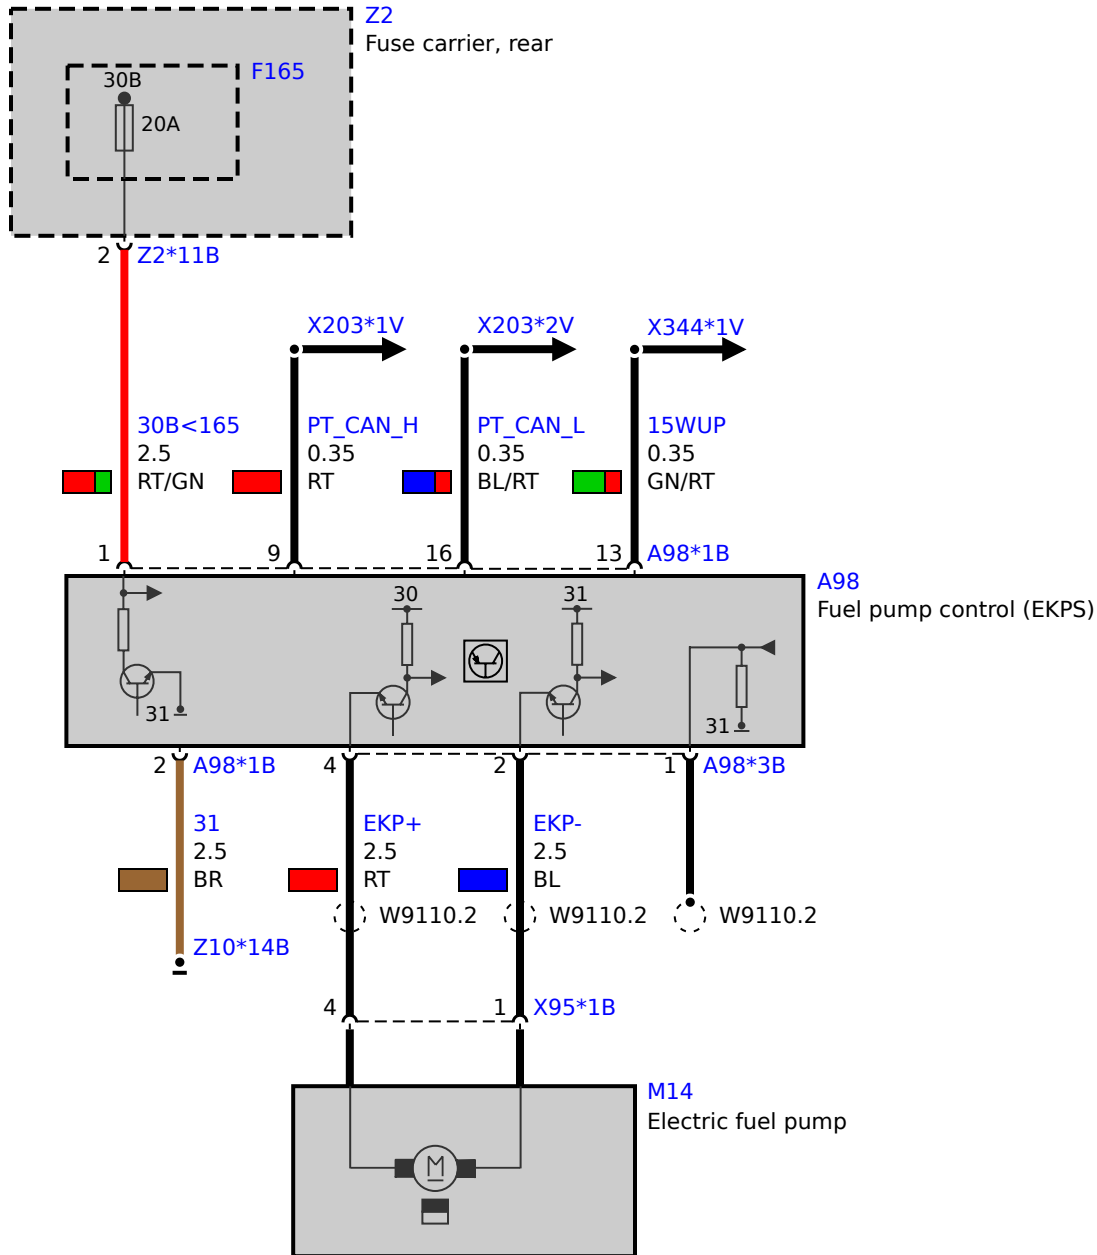 Z2
Fuse carrier, rear
F165
30B
20A
2 Z2*11B
X203*1V X203*2V X344*1V
30B<165 PT_CAN_H PT_CAN_L 15WUP
2.5 0.35 0.35 0.35
RT/GN RT BL/RT GN/RT
1 9 16 13 A98*1B
A98
Fuel pump control (EKPS)
30 31
31 31
2 A98*1B 4 2 1 A98*3B
31 EKP+ EKP-
2.5 2.5 2.5
BR RT BL
W9110.2 W9110.2 W9110.2
Z10*14B
4 1 X95*1B
M14
Electric fuel pump
M